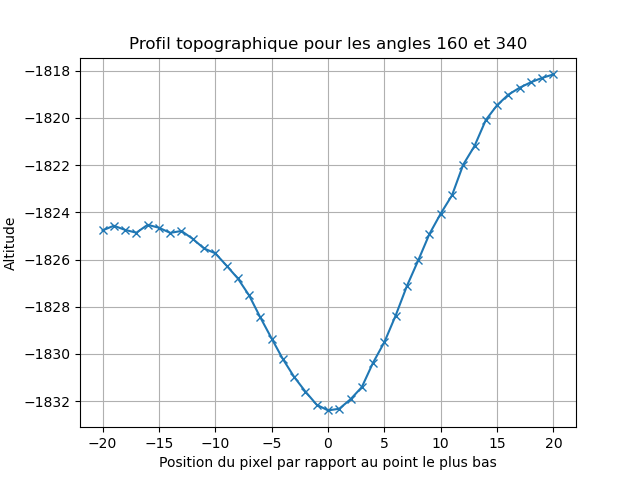 Profil topographique pour les angles 160 et 340
−1818
−1820
−1822
−1824
−1826
−1828
−1830
−1832
Altitude
−20 −15 −10 −5 0 5 10 15 20
Position du pixel par rapport au point le plus bas